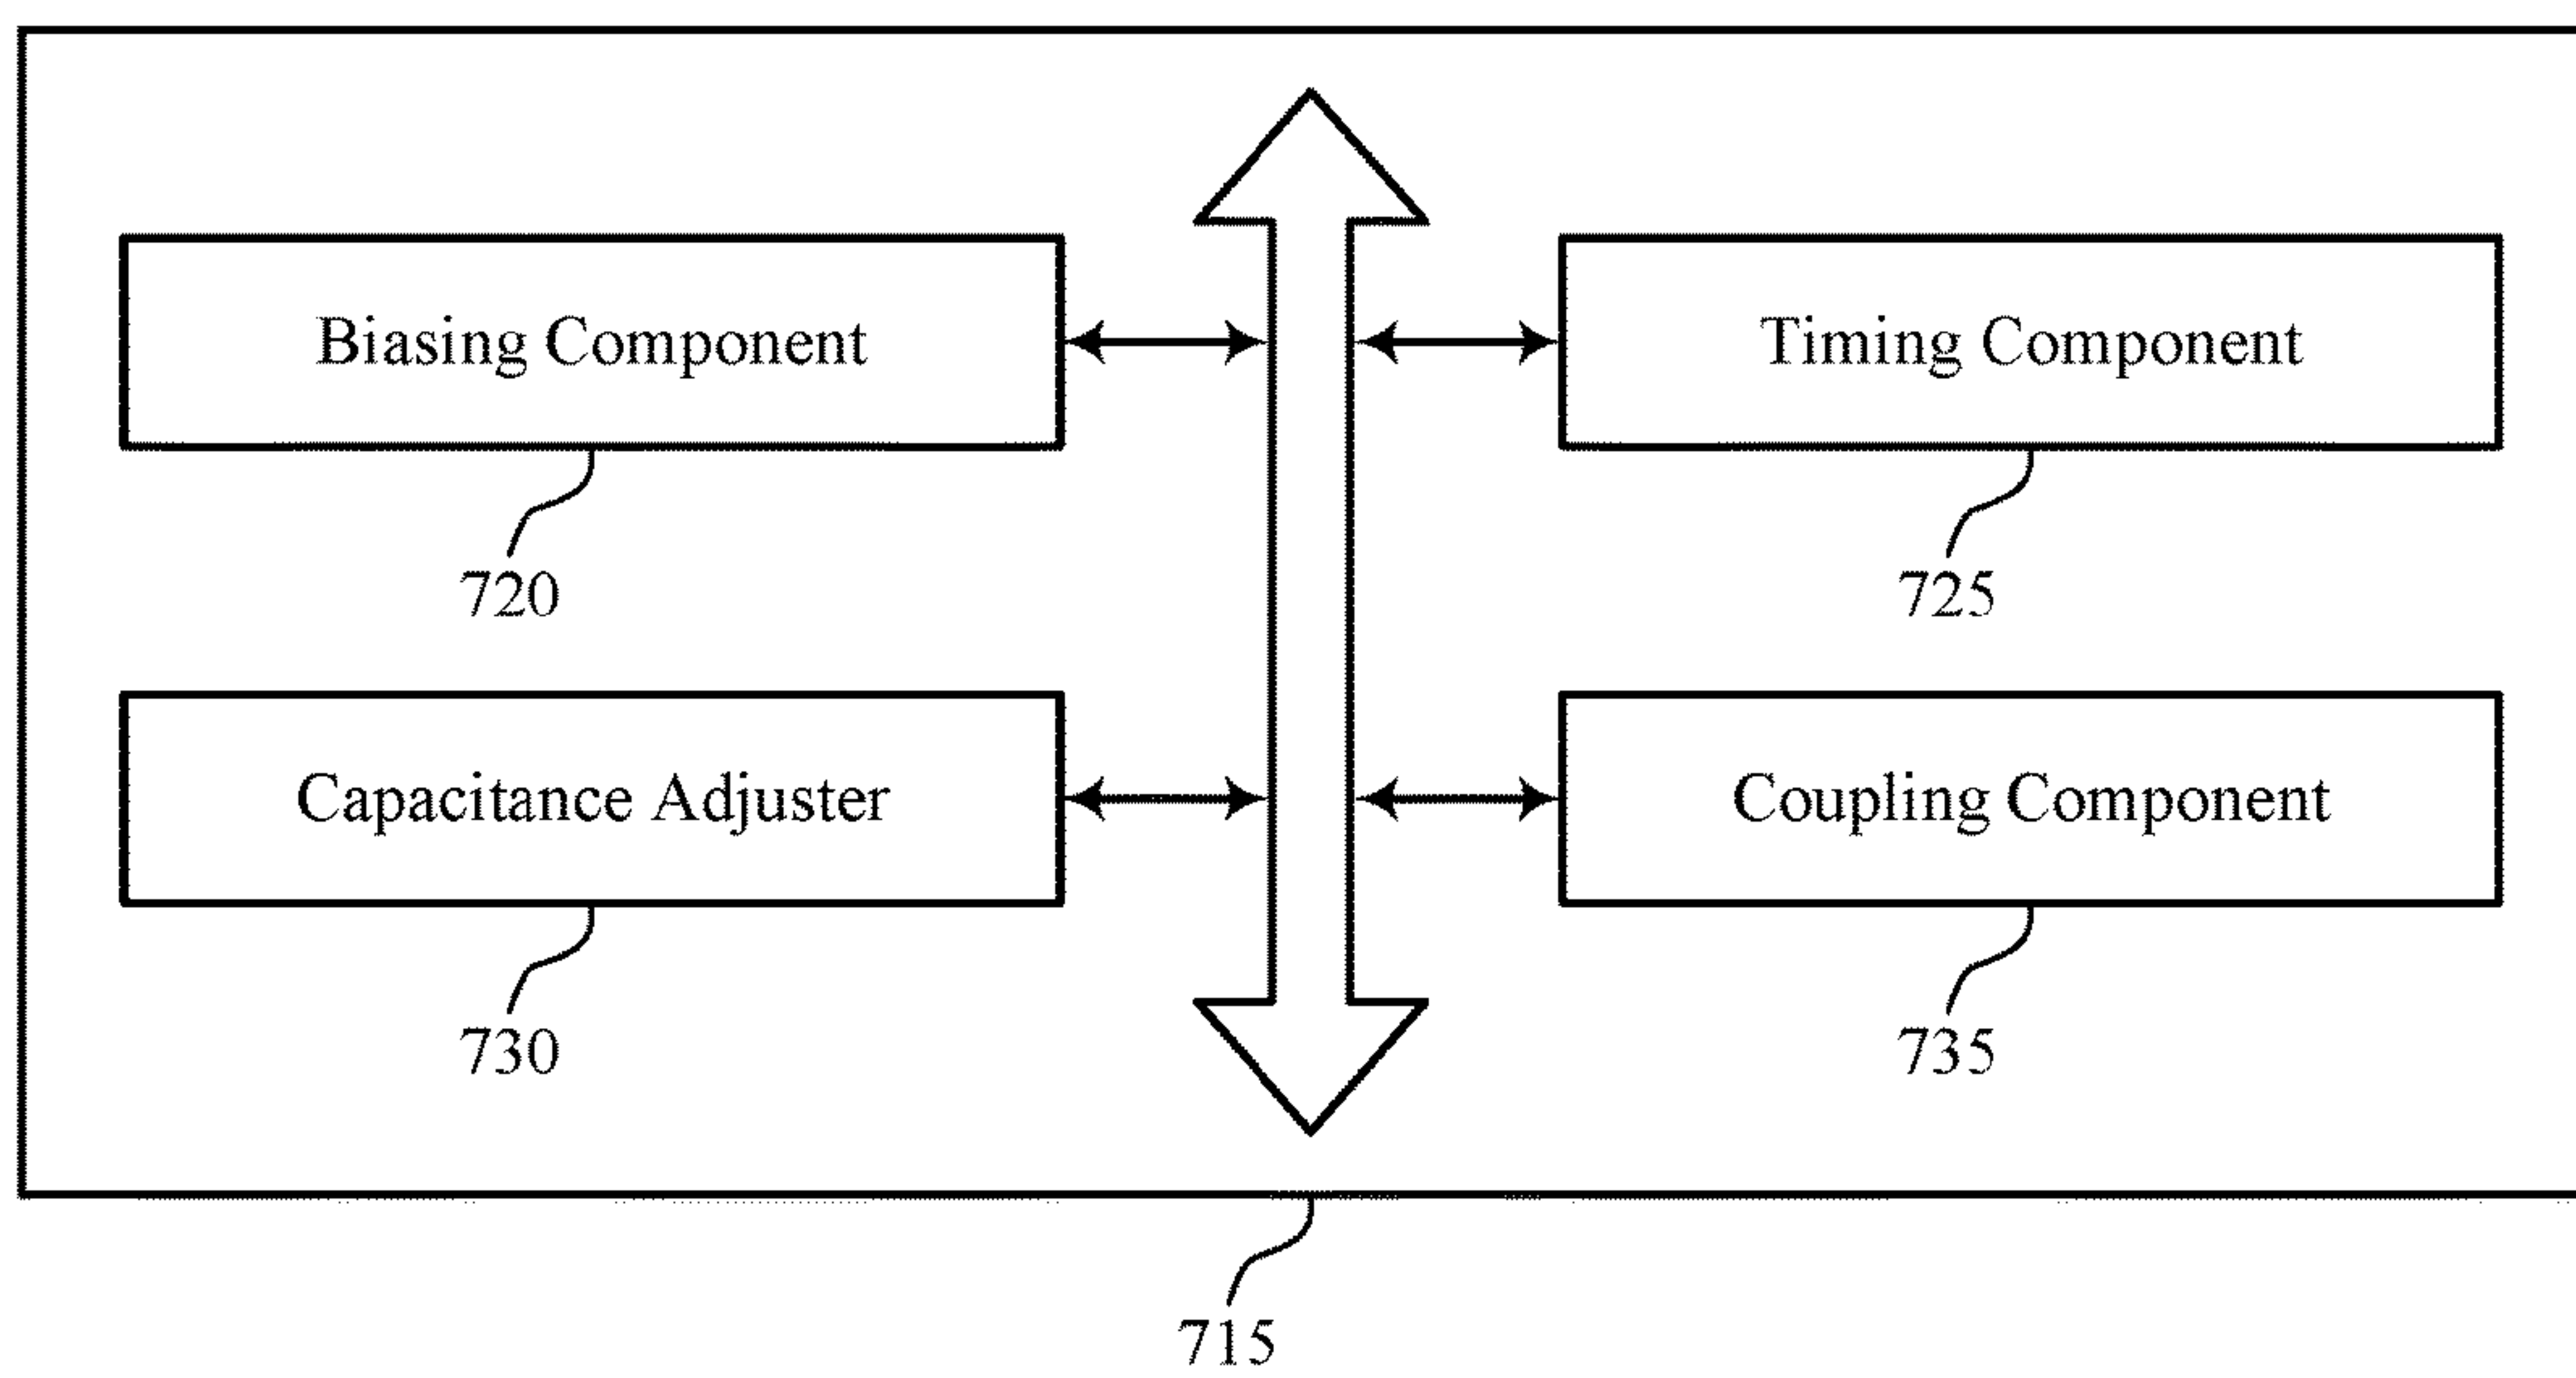 Biasing Component
Timing Component
720
725
Capacitance Adjuster
Coupling Component
730
735
715